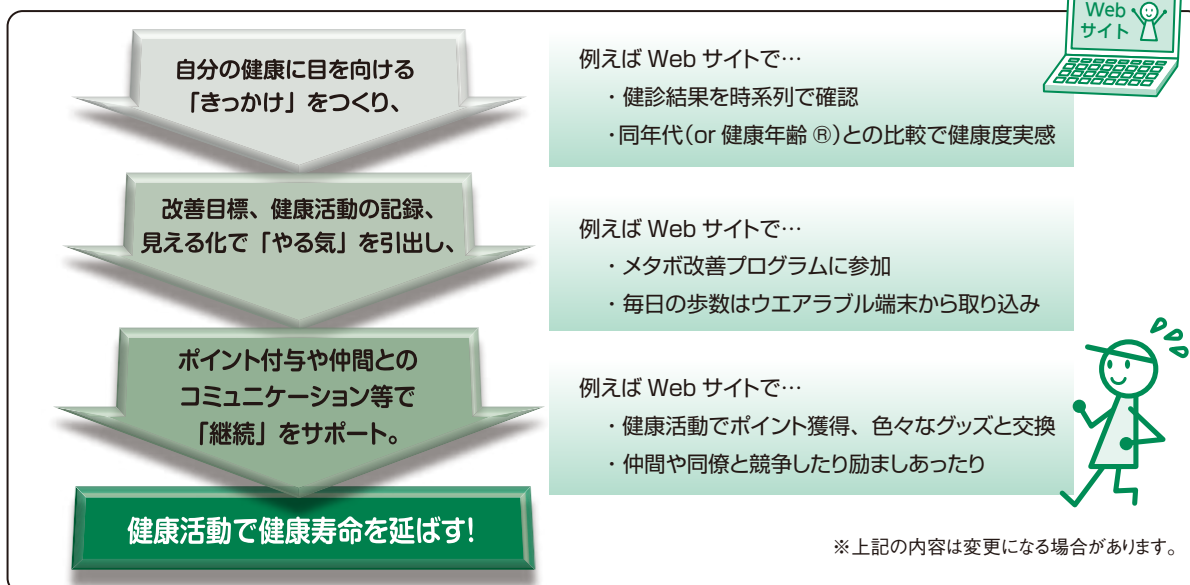 Web
サイト
自分の健康に目を向ける
「きっかけ」をつくり、
例えば Web サイトで…
・健診結果を時系列で確認
・同年代(or 健康年齢 ®)との比較で健康度実感
改善目標、健康活動の記録、
見える化で「やる気」を引出し、
例えば Web サイトで…
・メタボ改善プログラムに参加
・毎日の歩数はウエアラブル端末から取り込み
ポイント付与や仲間との
コミュニケーション等で
「継続」をサポート。
例えば Web サイトで…
・健康活動でポイント獲得、色々なグッズと交換
・仲間や同僚と競争したり励ましあったり
健康活動で健康寿命を延ばす!
※上記の内容は変更になる場合があります。